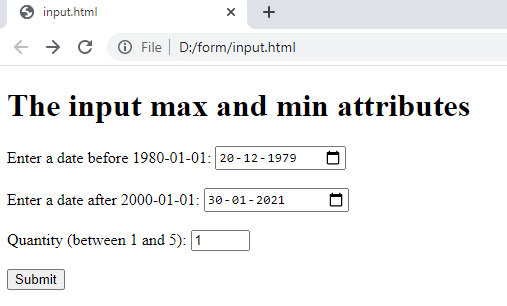 input.html
File | D:/form/input.html
The input max and min attributes
Enter a date before 1980-01-01: 20-12-1979
Enter a date after 2000-01-01: 30-01-2021
Quantity (between 1 and 5): 1
Submit